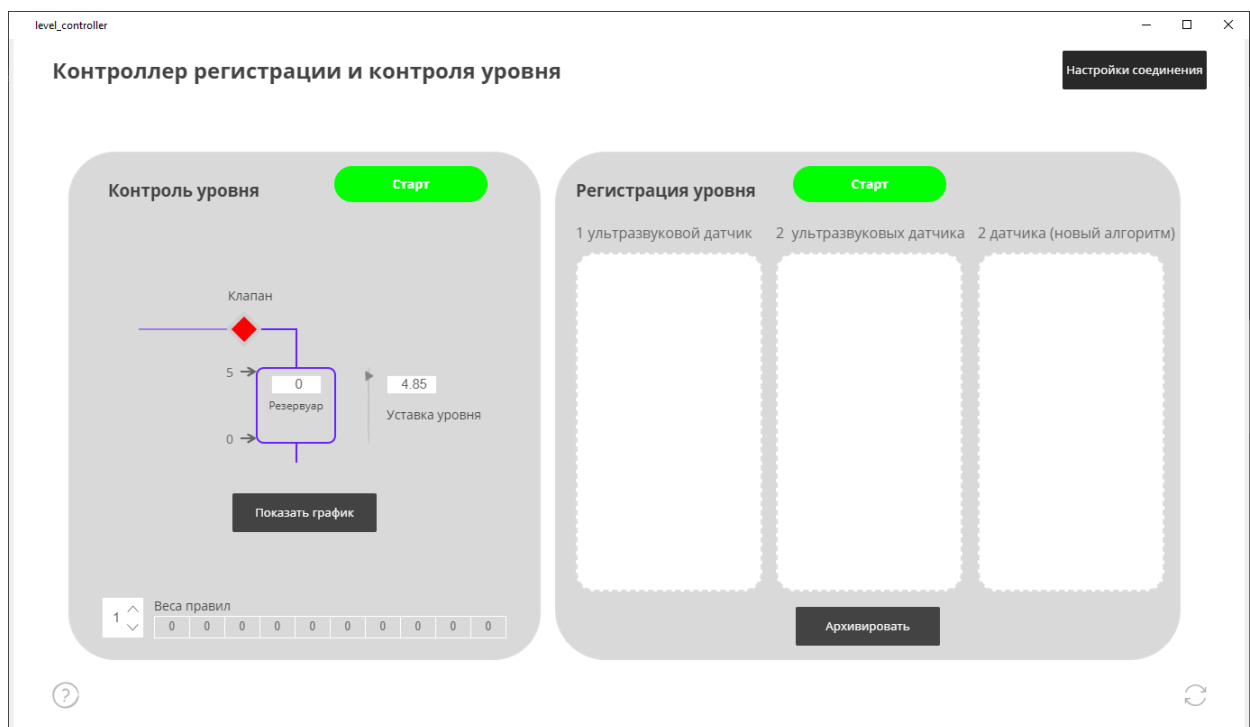 level_controller
Контроллер регистрации и контроля уровня
Настройки соединения
Контроль уровня
Старт
Клапан
5
0
Резервуар
0
4.85
Уставка уровня
Показать график
1
Веса правил
0 0 0 0 0 0 0 0 0 0
Регистрация уровня
Старт
1 ультразвуковой датчик
2 ультразвуковых датчика
2 датчика (новый алгоритм)
Архивировать
?